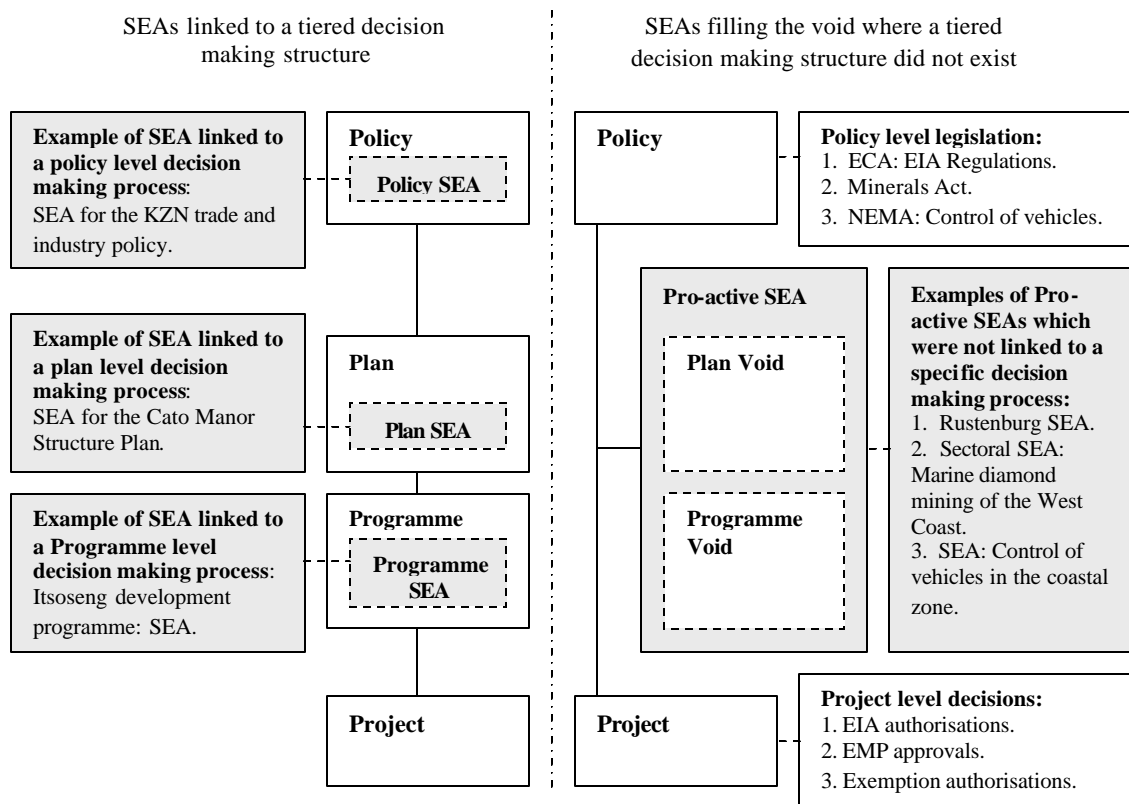 SEAs linked to a tiered decision
making structure
Example of SEA linked to
a policy level decision
making process:
SEA for the KZN trade and
industry policy.
Policy
Policy SEA
Example of SEA linked to
a plan level decision
making process:
SEA for the Cato Manor
Structure Plan.
Plan
Plan SEA
Example of SEA linked to
a Programme level
decision making process:
Itsoseng development
programme: SEA.
Programme
Programme
SEA
Project
SEAs filling the void where a tiered
decision making structure did not exist
Policy
Policy level legislation:
1. ECA: EIA Regulations.
2. Minerals Act.
3. NEMA: Control of vehicles.
Pro-active SEA
Plan Void
Programme
Void
Examples of Pro-
active SEAs which
were not linked to a
specific decision
making process:
1. Rustenburg SEA.
2. Sectoral SEA:
Marine diamond
mining of the West
Coast.
3. SEA: Control of
vehicles in the coastal
zone.
Project
Project level decisions:
1. EIA authorisations.
2. EMP approvals.
3. Exemption authorisations.